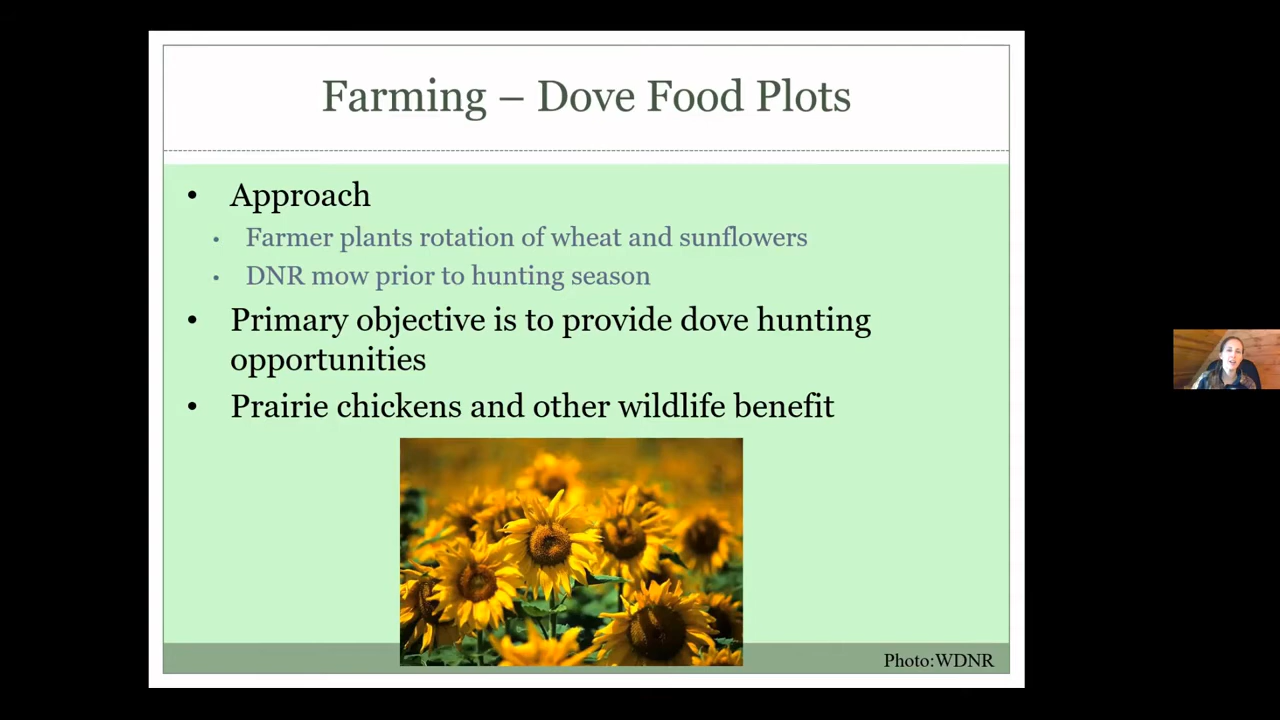 Farming – Dove Food Plots
• Approach
• Farmer plants rotation of wheat and sunflowers
• DNR mow prior to hunting season
• Primary objective is to provide dove hunting
opportunities
• Prairie chickens and other wildlife benefit
Photo:WDNR